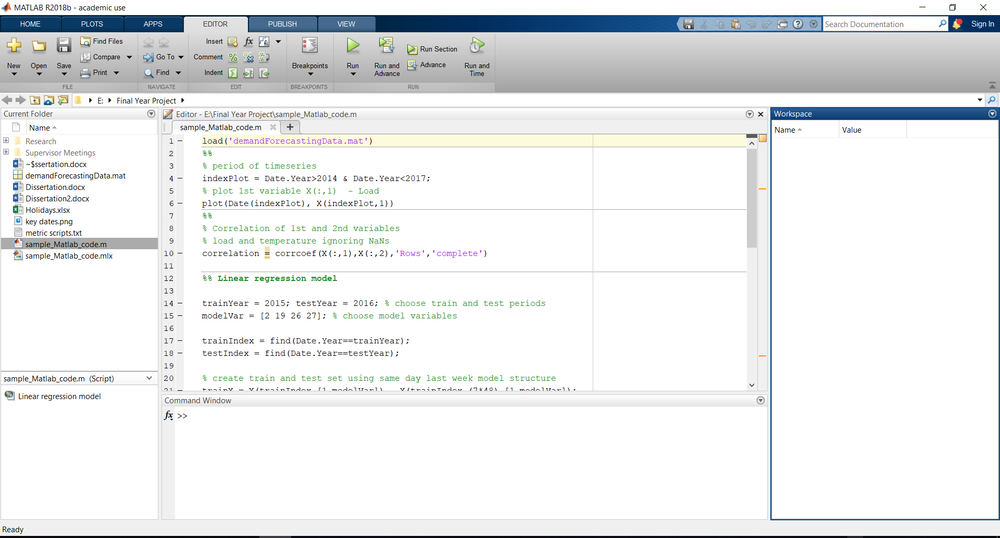 MATLAB R2018b - academic use
HOME
PLOTS
APPS
EDITOR
PUBLISH
VIEW
Search Documentation
Sign In
New
Open
Save
Find Files
Compare
Print
FILE
Go To
Find
NAVIGATE
Insert
Comment
Indent
EDIT
Breakpoints
BREAKPOINTS
Run
Run and
Advance
Run Section
Advance
Run and
Time
RUN
E:
Final Year Project
Current Folder
Name
Research
Supervisor Meetings
~$ssertation.docx
demandForecastingData.mat
Dissertation.docx
Dissertation2.docx
Holidays.xlsx
key dates.png
metric scripts.txt
sample_Matlab_code.m
sample_Matlab_code.mlx
sample_Matlab_code.m (Script)
Linear regression model
Editor - E:\Final Year Project\sample_Matlab_code.m
sample_Matlab_code.m
1 load('demandForecastingData.mat')
2 %%
3 % period of timeseries
4 indexPlot = Date.Year>2014 & Date.Year<2017;
5 % plot 1st variable X(:,1)  - Load
6 plot(Date(indexPlot), X(indexPlot,1))
7 %%
8 % Correlation of 1st and 2nd variables
9 % load and temperature ignoring NaNs
10 correlation = corrcoef(X(:,1),X(:,2),'Rows','complete')
11
12 %% Linear regression model
13
14 trainYear = 2015; testYear = 2016; % choose train and test periods
15 modelVar = [2 19 26 27]; % choose model variables
16
17 trainIndex = find(Date.Year==trainYear);
18 testIndex = find(Date.Year==testYear);
19
20 % create train and test set using same day last week model structure
21 trainX = X(trainIndex,[1 modelVar]) - X(trainIndex-(7*48),[1 modelVar]);
Command Window
fx >>
Workspace
Name
Value
Ready